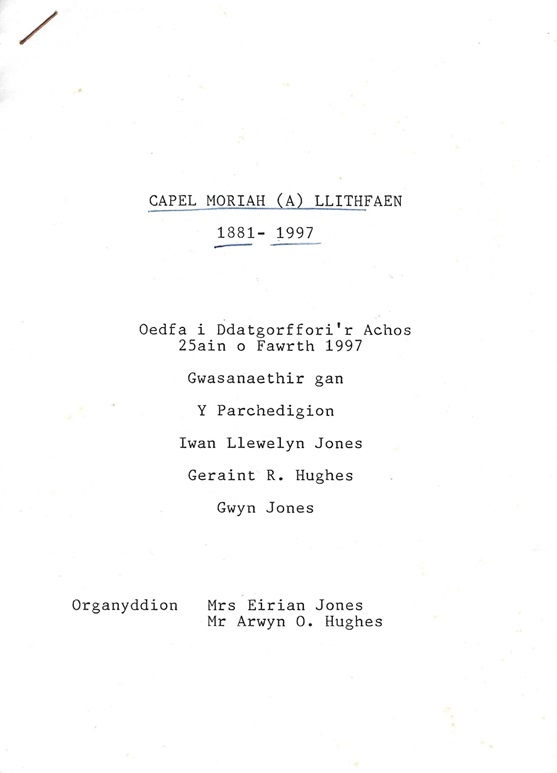 CAPEL MORIAH (A) LLITHFAEN
1881- 1997
Oedfa i Ddatgorffori'r Achos
25ain o Fawrth 1997
Gwasanaethir gan
Y Parchedigion
Iwan Llewelyn Jones
Geraint R. Hughes
Gwyn Jones
Organyddion Mrs Eirian Jones
Mr Arwyn O. Hughes